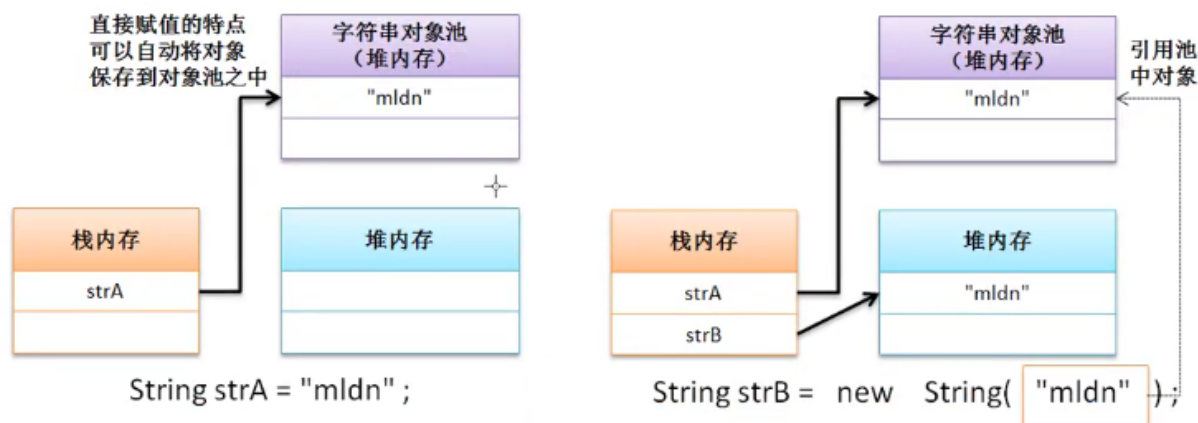 直接赋值的特点
可以自动将对象
保存到对象池之中
字符串对象池
（堆内存）
"mldn"
栈内存
strA
堆内存
String strA = "mldn" ;
字符串对象池
（堆内存）
"mldn"
引用池
中对象
栈内存
strA
strB
堆内存
"mldn"
String strB = new String( "mldn" ) ;